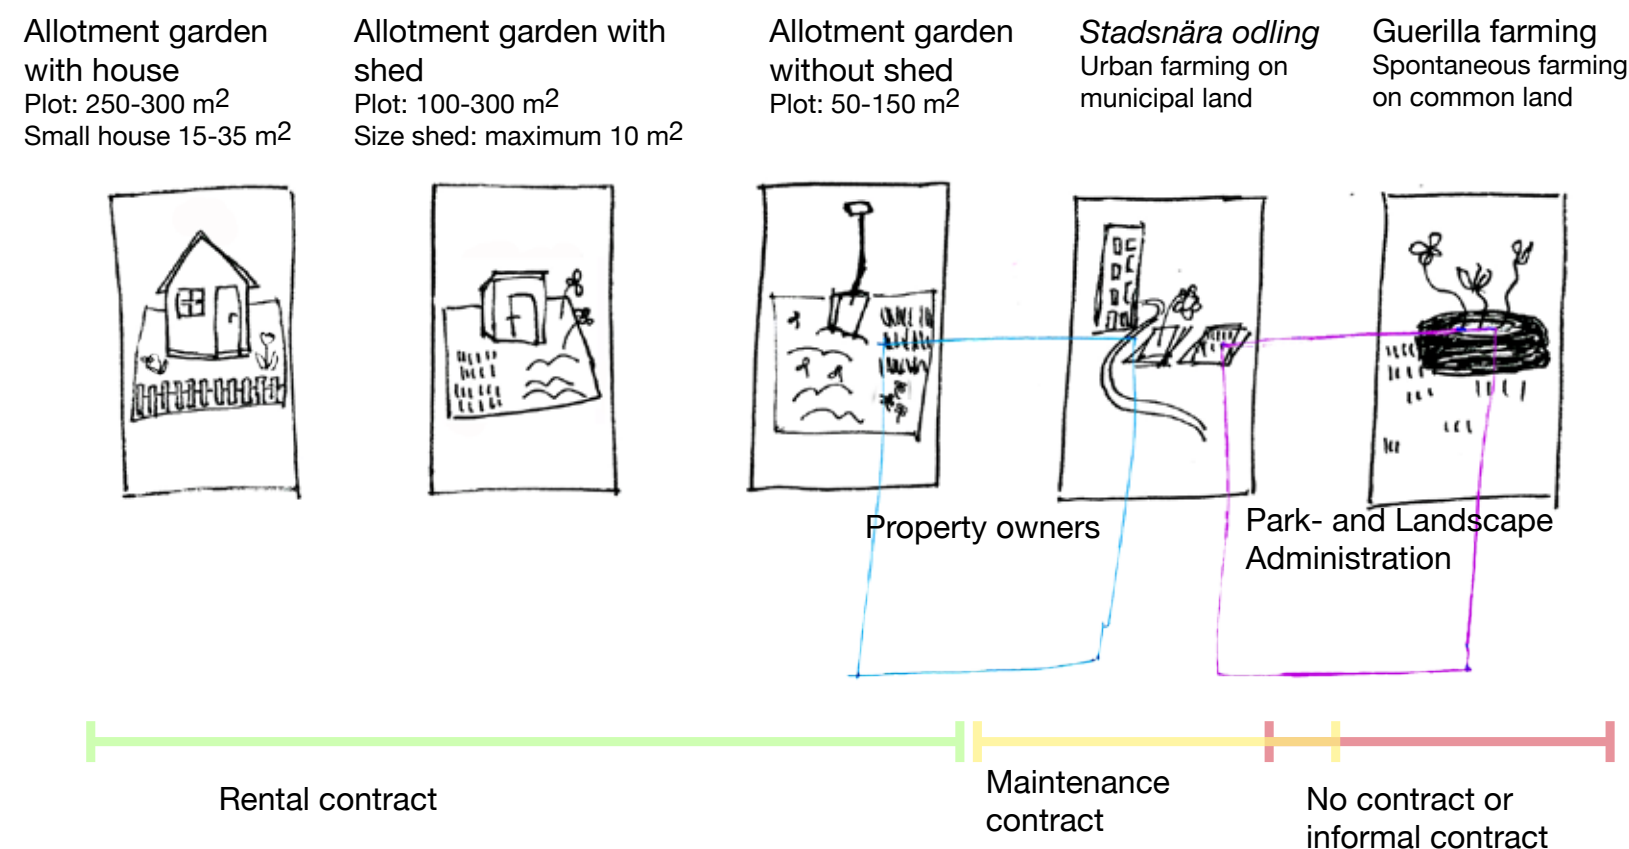 Allotment garden
with house
Plot: 250-300 m2
Small house 15-35 m2
Allotment garden with
shed
Plot: 100-300 m2
Size shed: maximum 10 m2
Allotment garden
without shed
Plot: 50-150 m2
Stadsnära odling
Urban farming on
municipal land
Guerilla farming
Spontaneous farming
on common land
Property owners
Park- and Landscape
Administration
Rental contract
Maintenance
contract
No contract or
informal contract